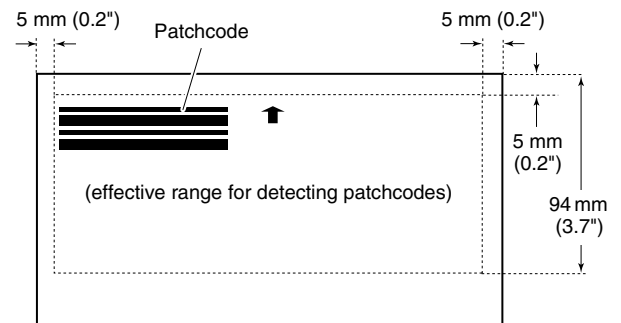 5 mm (0.2")
Patchcode
5 mm (0.2")
5 mm
(0.2")
(effective range for detecting patchcodes)
94 mm
(3.7")